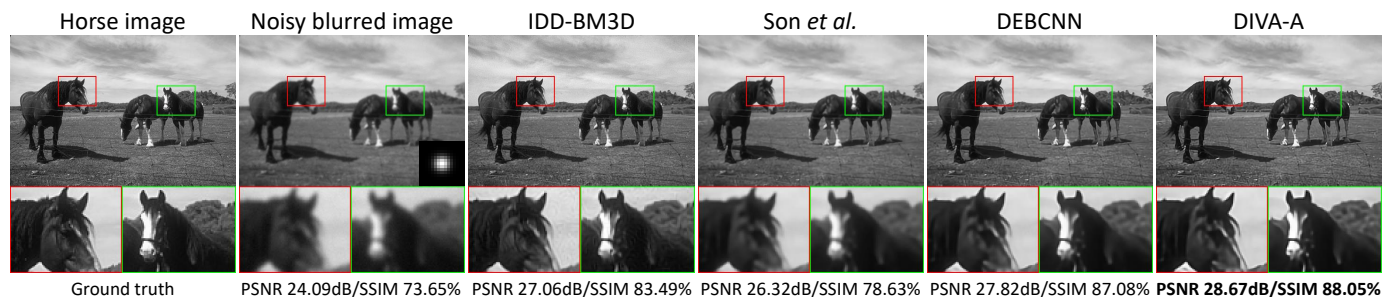 Horse image
Noisy blurred image
IDD-BM3D
Son et al.
DEBCNN
DIVA-A
Ground truth
PSNR 24.09dB/SSIM 73.65%
PSNR 27.06dB/SSIM 83.49%
PSNR 26.32dB/SSIM 78.63%
PSNR 27.82dB/SSIM 87.08%
PSNR 28.67dB/SSIM 88.05%